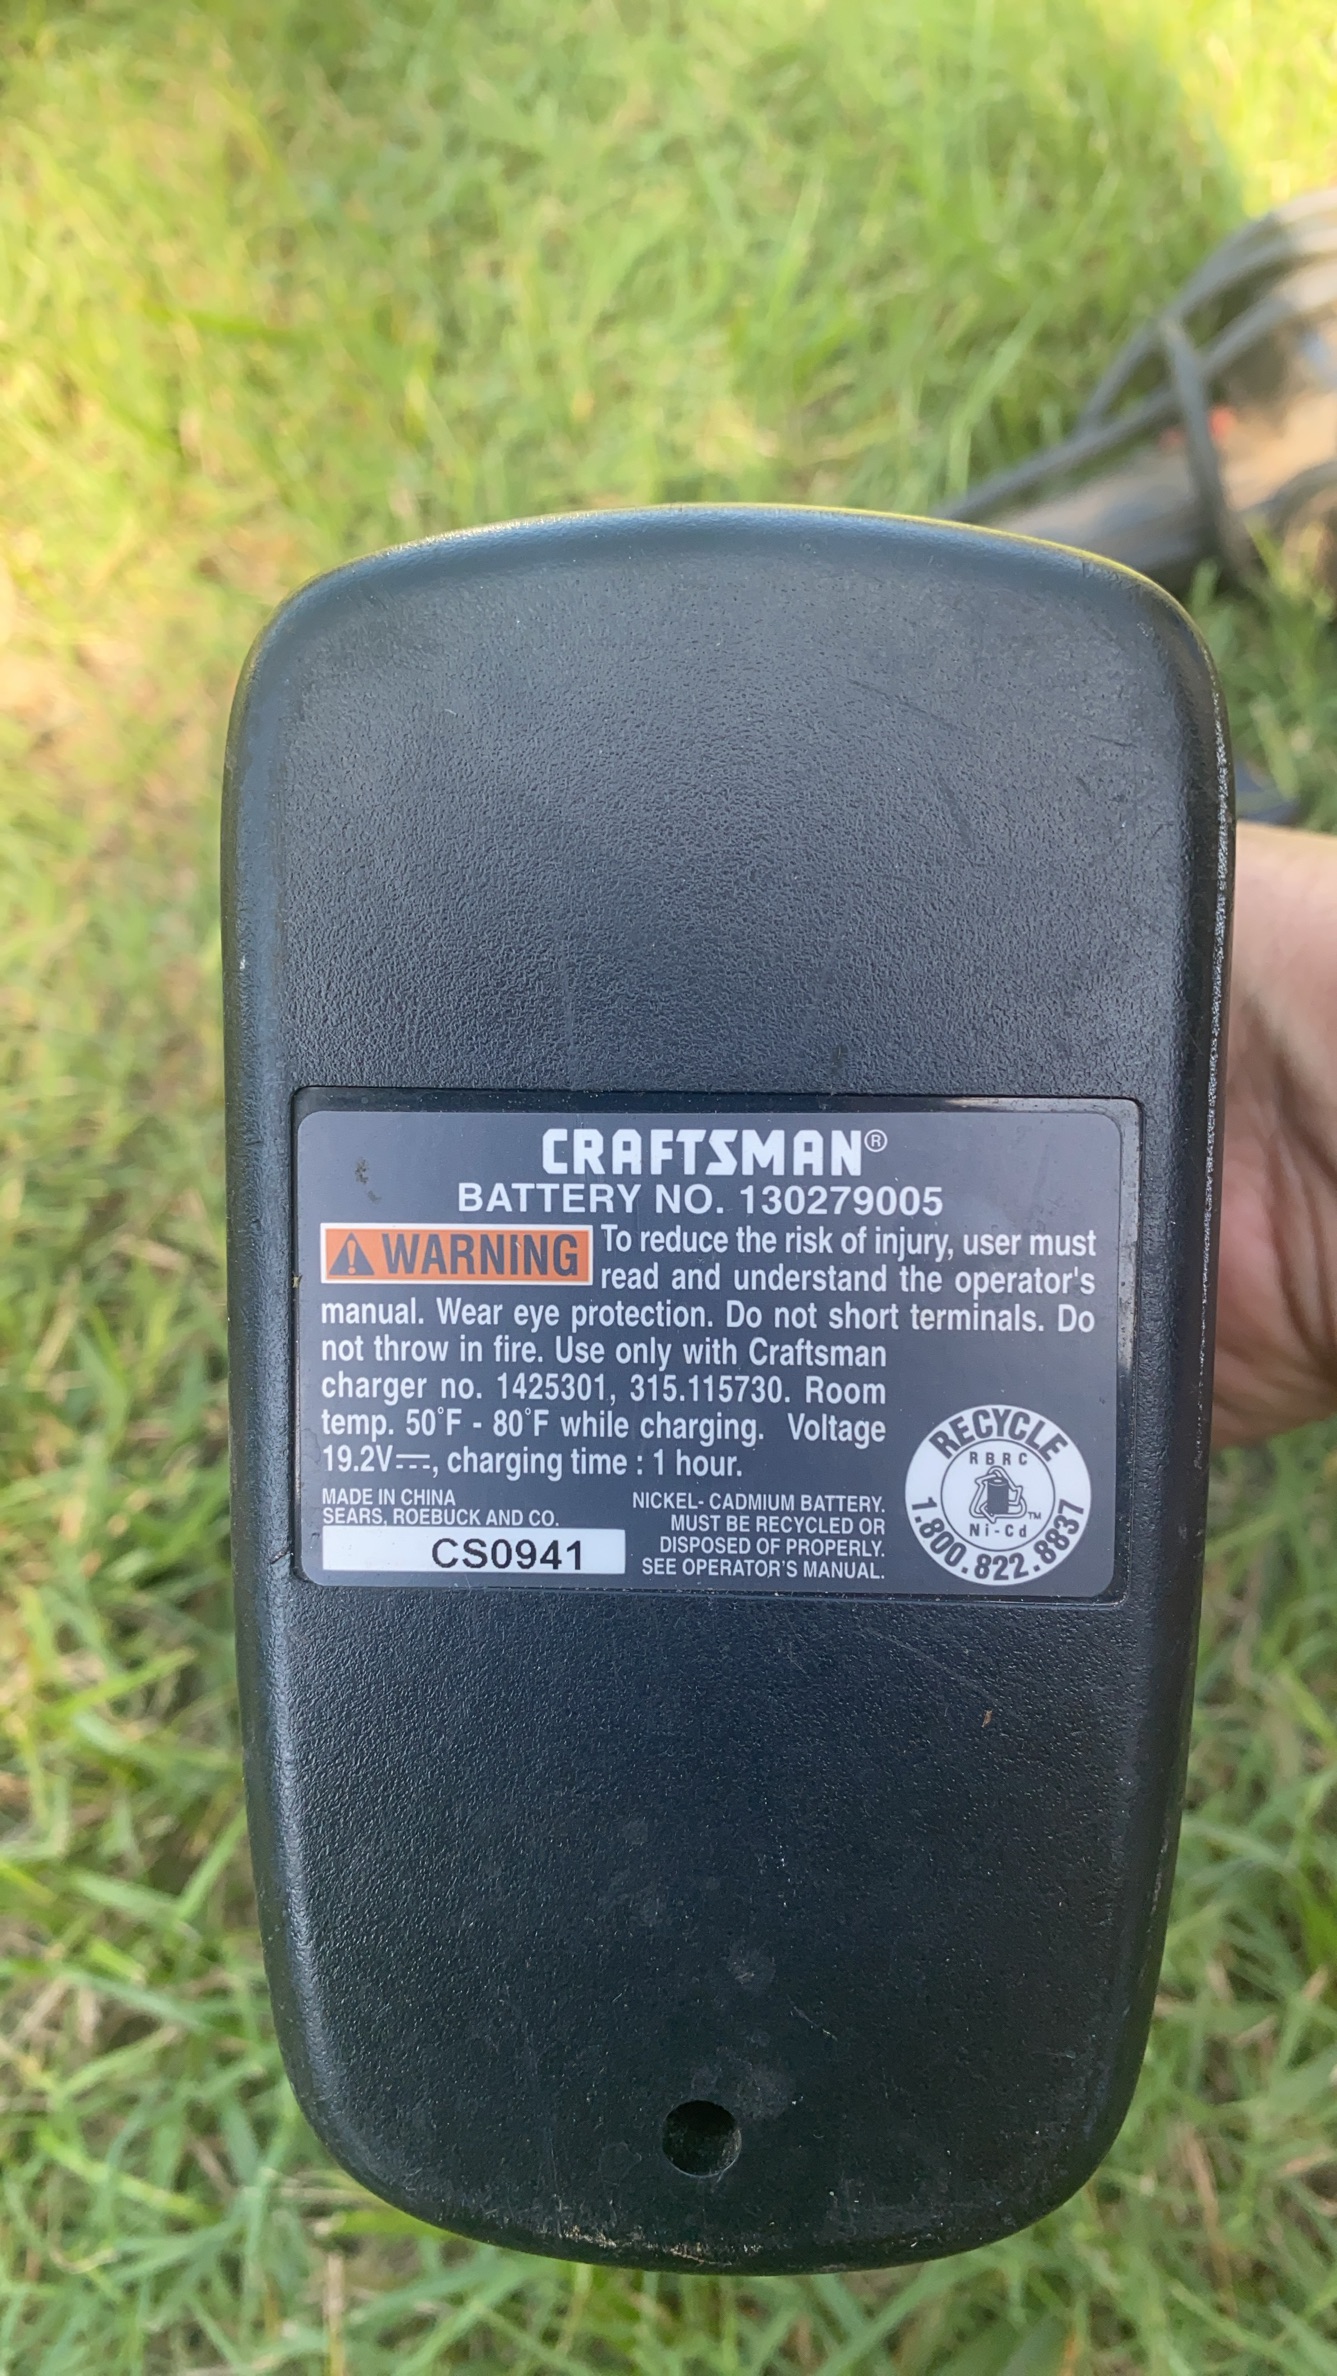 CRAFTSMAN®
BATTERY NO. 130279005
⚠WARNING To reduce the risk of injury, user must
read and understand the operator's
manual. Wear eye protection. Do not short terminals. Do
not throw in fire. Use only with Craftsman
charger no. 1425301, 315.115730. Room
temp. 50°F - 80°F while charging. Voltage
19.2V⎓, charging time : 1 hour.
MADE IN CHINA
SEARS, ROEBUCK AND CO.
CS0941
NICKEL- CADMIUM BATTERY.
MUST BE RECYCLED OR
DISPOSED OF PROPERLY.
SEE OPERATOR'S MANUAL.
RECYCLE
RBRC
TM
Ni-Cd
1.800.822.8837